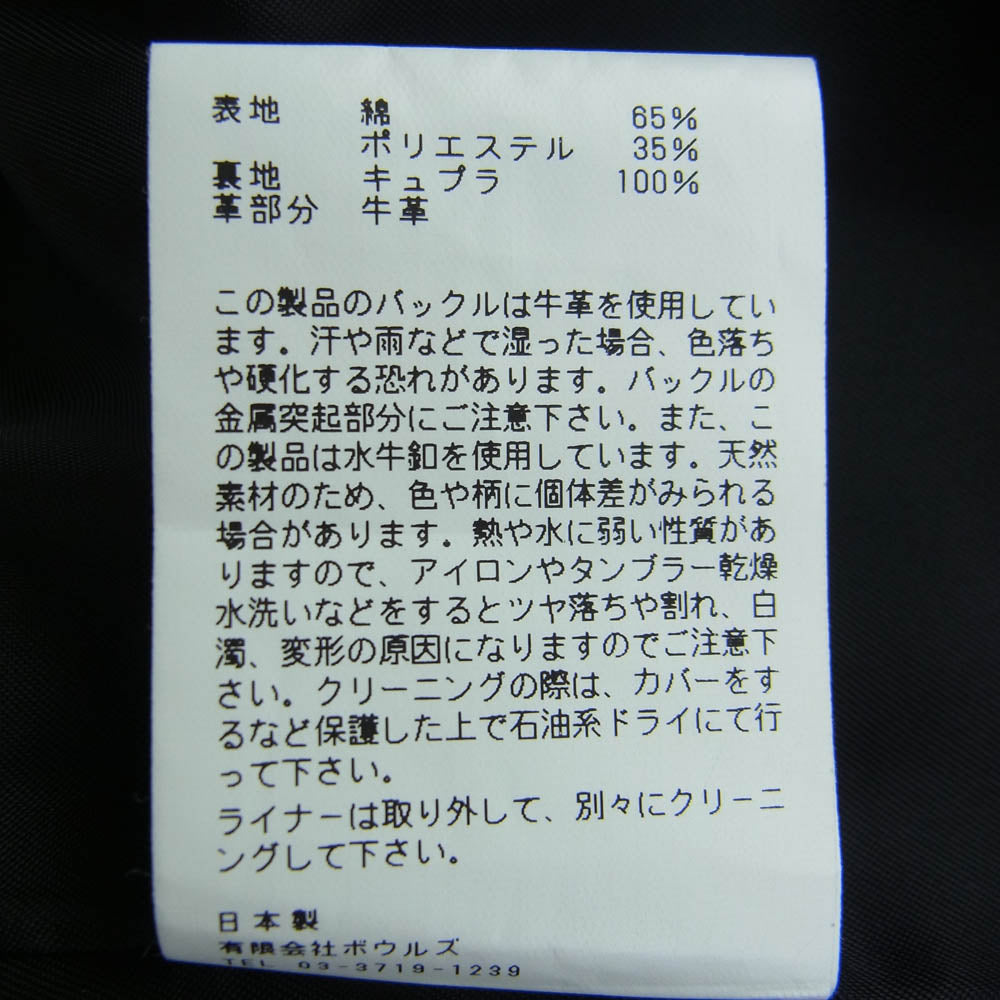 表地 綿 65%
ポリエステル 35%
裏地 キュプラ 100%
革部分 牛革
この製品のバックルは牛革を使用してい
ます。汗や雨などで湿った場合、色落ち
や硬化する恐れがあります。バックルの
金属突起部分にご注意下さい。また、こ
の製品は水牛釦を使用しています。天然
素材のため、色や柄に個体差がみられる
場合があります。熱や水に弱い性質があ
りますので、アイロンやタンブラー乾燥
水洗いなどをするとツヤ落ちや割れ、白
濁、変形の原因になりますのでご注意下
さい。クリーニングの際は、カバーをす
るなど保護した上で石油系ドライにて行
って下さい。
ライナーは取り外して、別々にクリーニ
ングして下さい。
日本製
有限会社ボウルズ
TEL 03-3719-1239